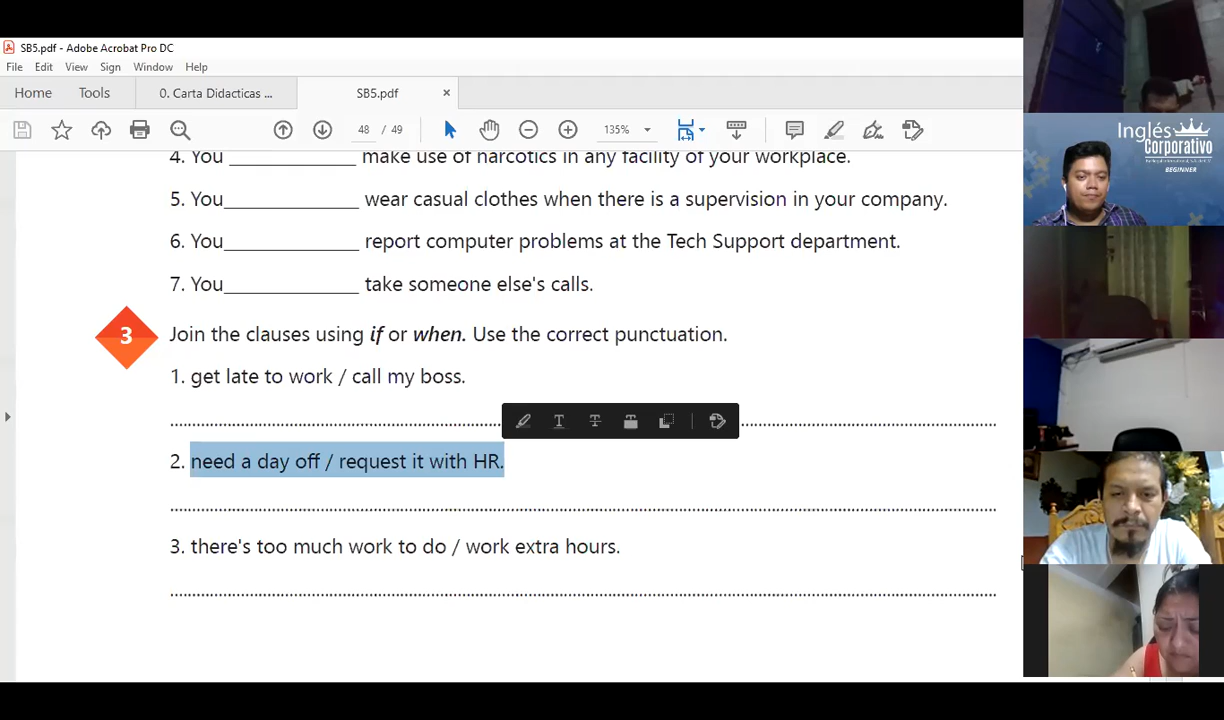 SB5.pdf - Adobe Acrobat Pro DC
File Edit View Sign Window Help
Home Tools 0. Carta Didacticas ... SB5.pdf ×
48 / 49 135%
4. You _____________ make use of narcotics in any facility of your workplace.
5. You_____________ wear casual clothes when there is a supervision in your company.
6. You_____________ report computer problems at the Tech Support department.
7. You_____________ take someone else's calls.
3 Join the clauses using if or when. Use the correct punctuation.
1. get late to work / call my boss.
2. need a day off / request it with HR.
3. there's too much work to do / work extra hours.
Inglés
Corporativo
BEGINNER